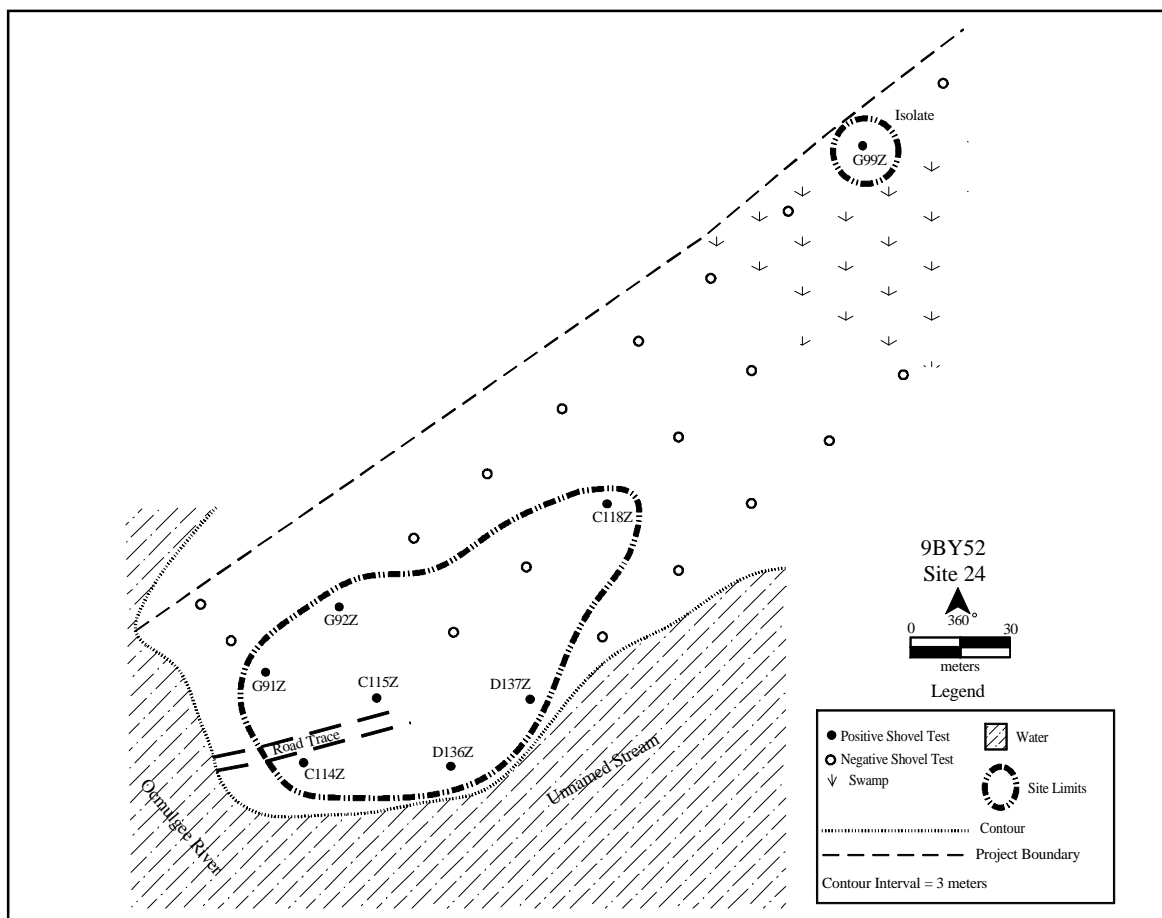 Isolate
G99Z
C118Z
9BY52
Site 24
360°
0 30
meters
G92Z
G91Z
C115Z
D137Z
Road Trace
C114Z
D136Z
Ocmulgee River
Unnamed Stream
Legend
Positive Shovel Test
Water
Negative Shovel Test
Swamp
Site Limits
Contour
Project Boundary
Contour Interval = 3 meters